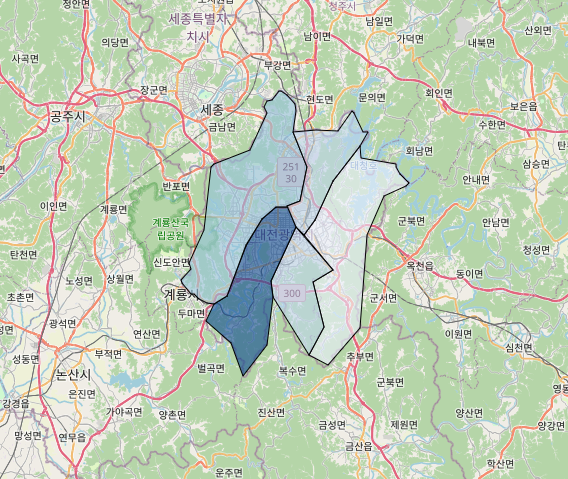 정안면
세종특별자
치시
청주시
남일면
산외면
의당면
남이면
가덕면
내북면
사곡면
부강면
장군면
세종
현도면
문의면
회인면
보은읍
공주시
금남면
수한면
탄
회남면
삼승면
251
30
안내면
반포면
이인면
계룡면
계룡산국
립공원
군북면
안남면
대전광
청성면
탄천면
신도안면
옥천읍
동이면
노성면
상월면
계룡시
300
군서면
초촌면
두마면
광석면
연산면
이원면
성동면
부적면
추부면
심천면
논산시
벌곡면
복수면
군북면
영동
은진면
강경읍
가야곡면
양촌면
진산면
금성면
제원면
양산면
양강면
망성면
연무읍
금산읍
학산면
운주면